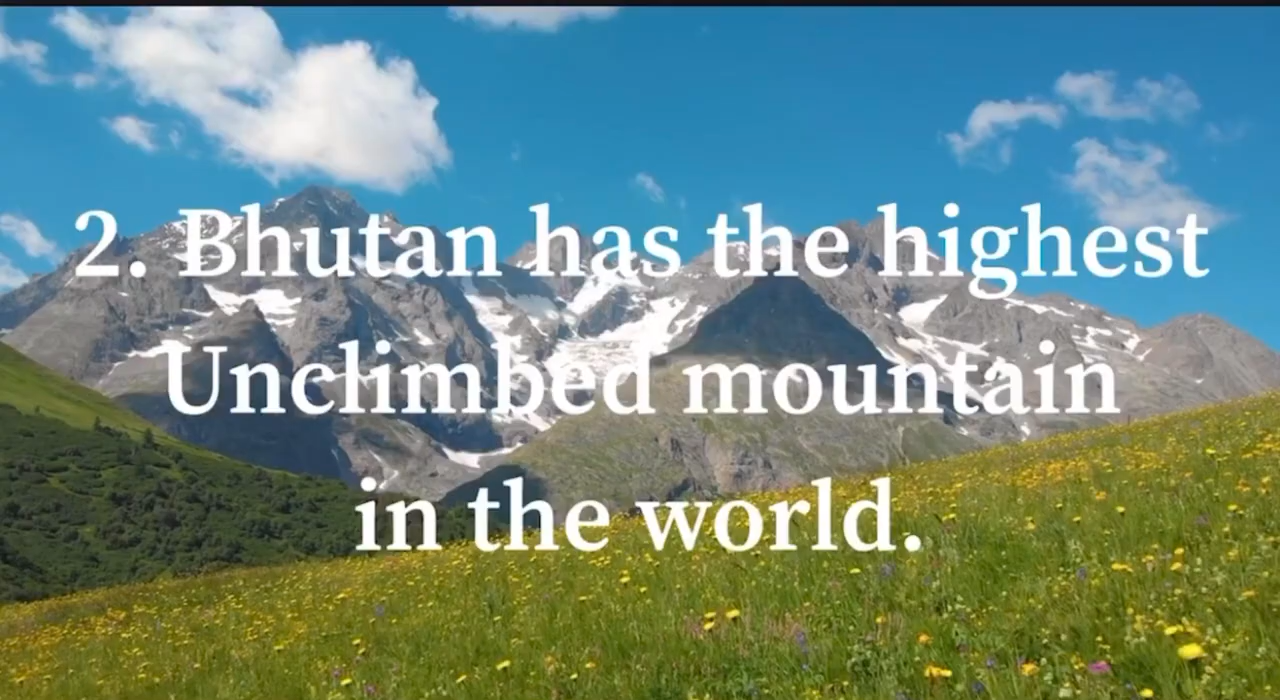 2. Bhutan has the highest
Unclimbed mountain
in the world.